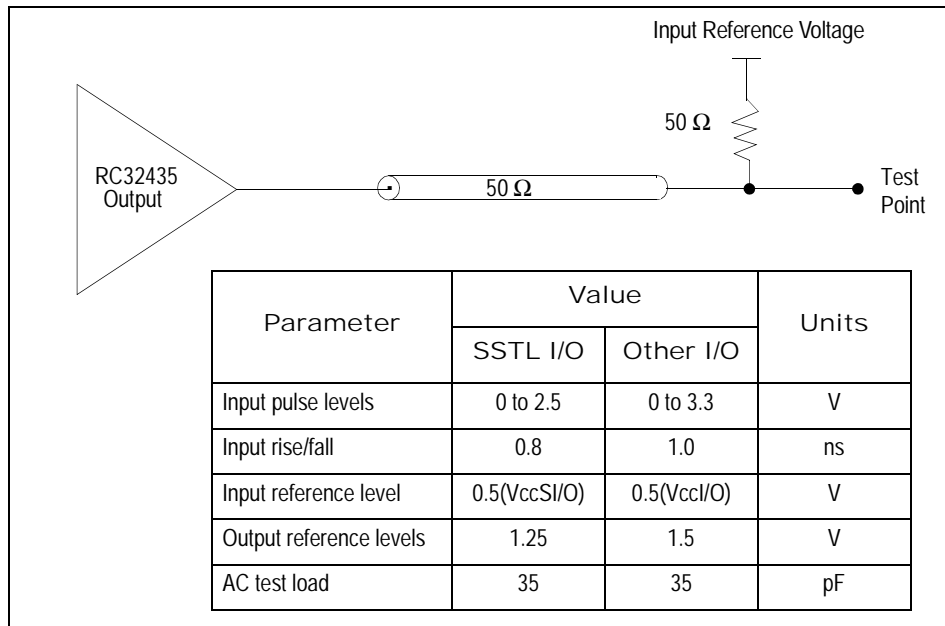 Input Reference Voltage
50 Ω
RC32435
Output
50 Ω
Test
Point
Parameter Value Units
SSTL I/O Other I/O
Input pulse levels 0 to 2.5 0 to 3.3 V
Input rise/fall 0.8 1.0 ns
Input reference level 0.5(VccSI/O) 0.5(VccI/O) V
Output reference levels 1.25 1.5 V
AC test load 35 35 pF